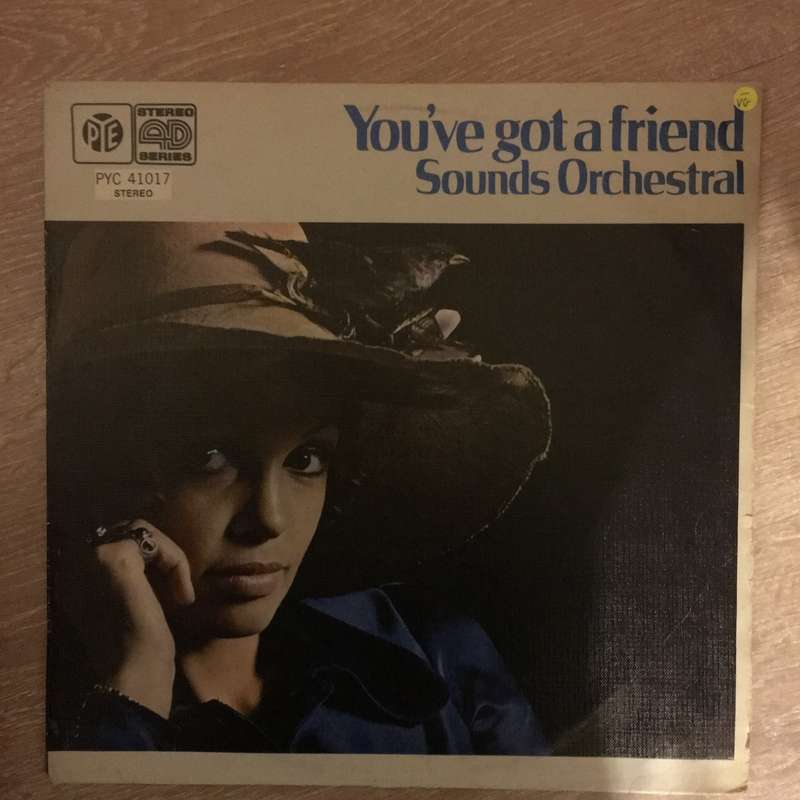 PYE
STEREO
4D
SERIES
PYC 41017
STEREO
You've got a friend
Sounds Orchestral
VG